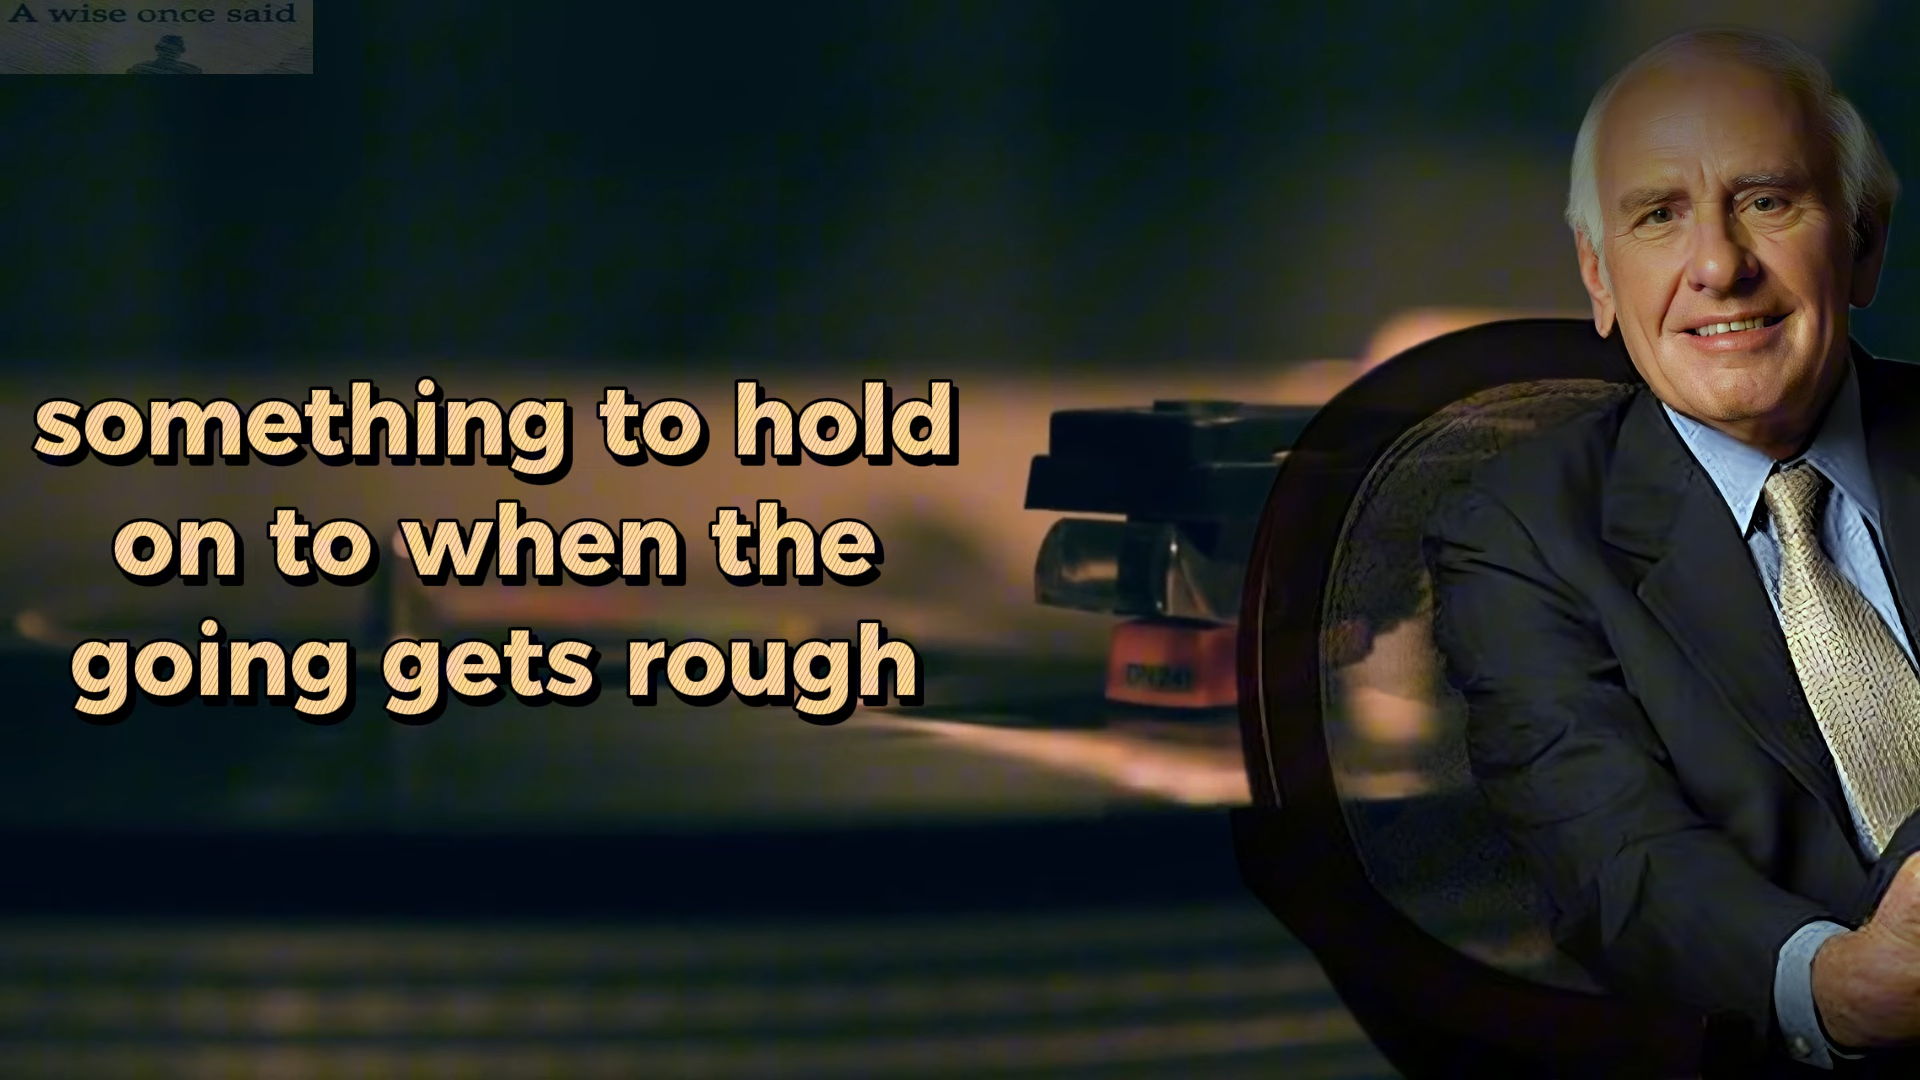 A wise once said
something to hold
on to when the
going gets rough